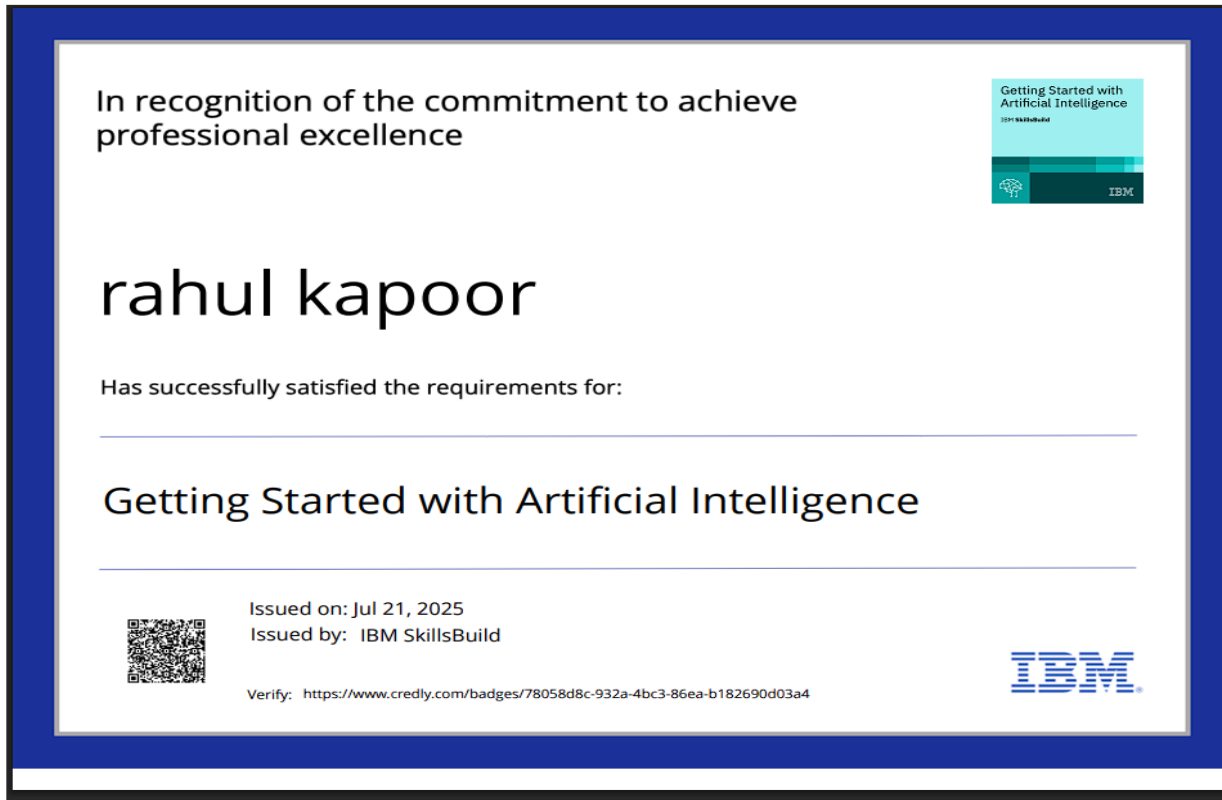 In recognition of the commitment to achieve
professional excellence
Getting Started with
Artificial Intelligence
IBM SkillsBuild
IBM
rahul kapoor
Has successfully satisfied the requirements for:
Getting Started with Artificial Intelligence
Issued on: Jul 21, 2025
Issued by: IBM SkillsBuild
Verify: https://www.credly.com/badges/78058d8c-932a-4bc3-86ea-b182690d03a4
IBM®